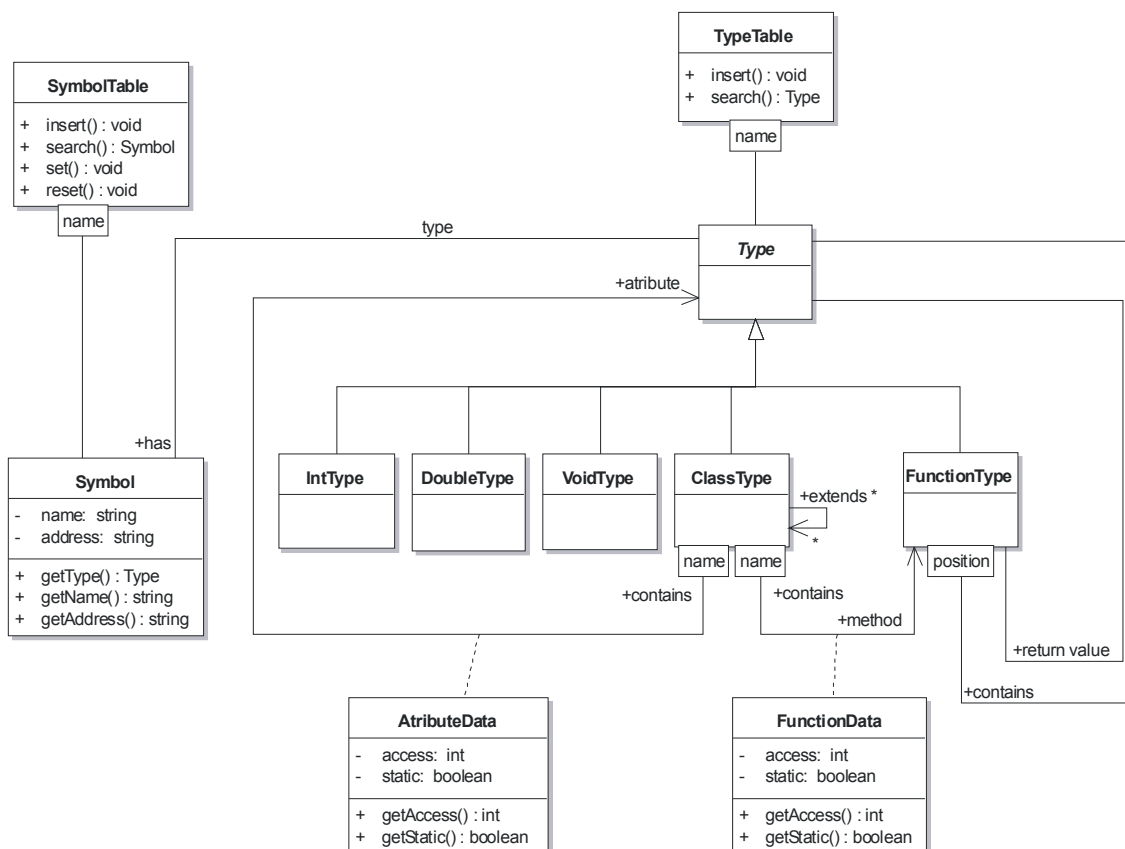 TypeTable
+ insert() : void
+ search() : Type
name
SymbolTable
+ insert() : void
+ search() : Symbol
+ set() : void
+ reset() : void
name
type
Type
+atribute
+has
Symbol
- name: string
- address: string
+ getType() : Type
+ getName() : string
+ getAddress() : string
IntType
DoubleType
VoidType
ClassType
+extends *
*
name
name
FunctionType
position
+contains
+contains
+method
+return value
+contains
AtributeData
- access: int
- static: boolean
+ getAccess() : int
+ getStatic() : boolean
FunctionData
- access: int
- static: boolean
+ getAccess() : int
+ getStatic() : boolean